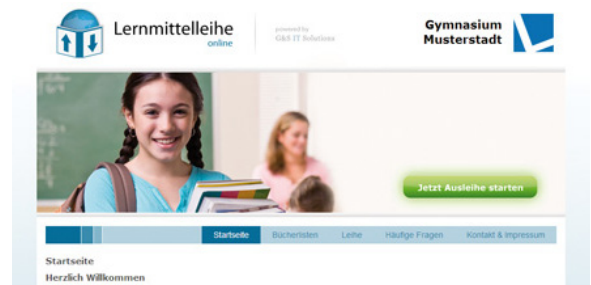 Lernmittelleihe
online
powered by
G&S IT Solutions
Gymnasium
Musterstadt
Jetzt Ausleihe starten
Startseite Bücherlisten Leihe Häufige Fragen Kontakt & Impressum
Startseite
Herzlich Willkommen